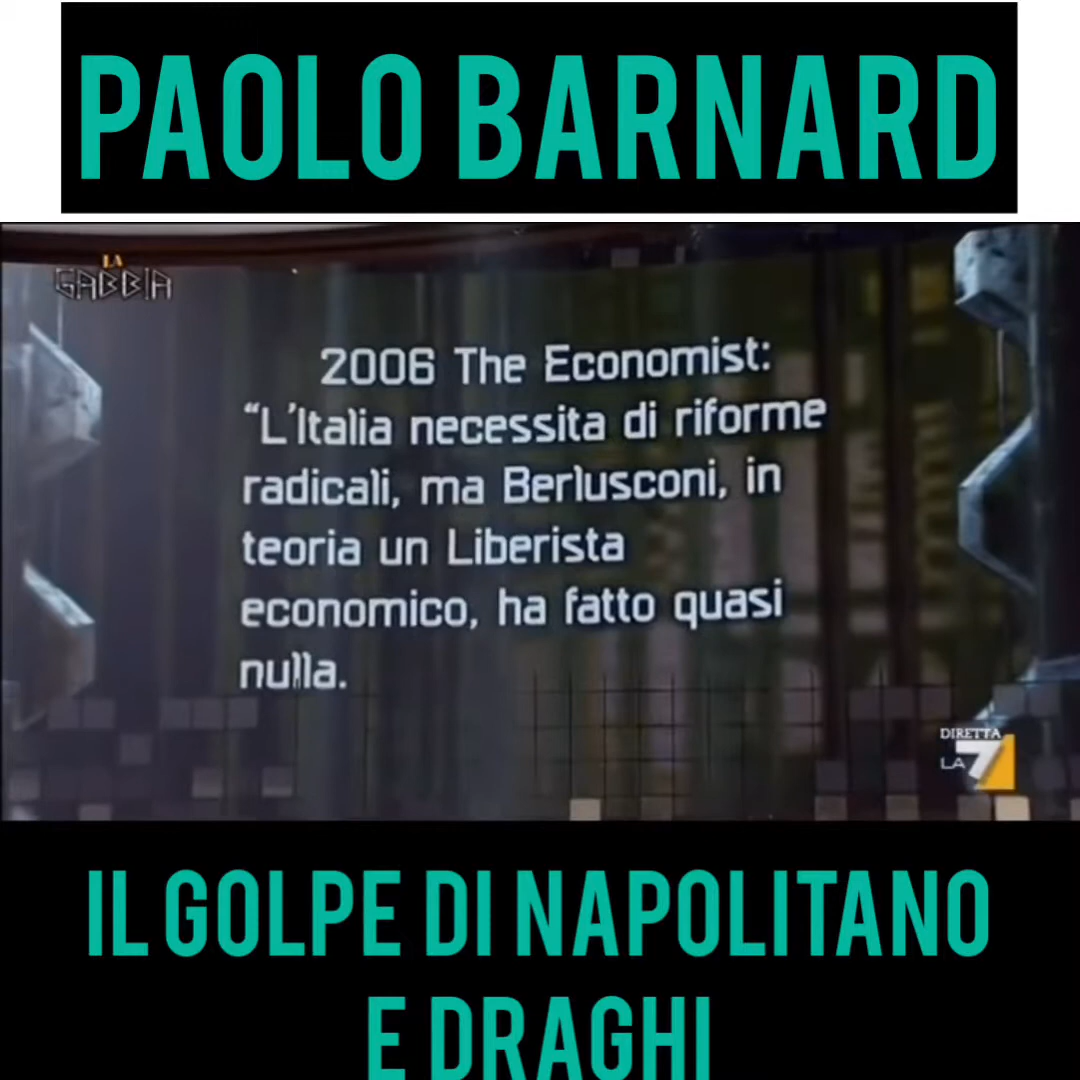 PAOLO BARNARD
LA
GABBIA
2006 The Economist:
“L'Italia necessita di riforme
radicali, ma Berlusconi, in
teoria un Liberista
economico, ha fatto quasi
nulla.
DIRETTA
LA7
IL GOLPE DI NAPOLITANO
E DRAGHI